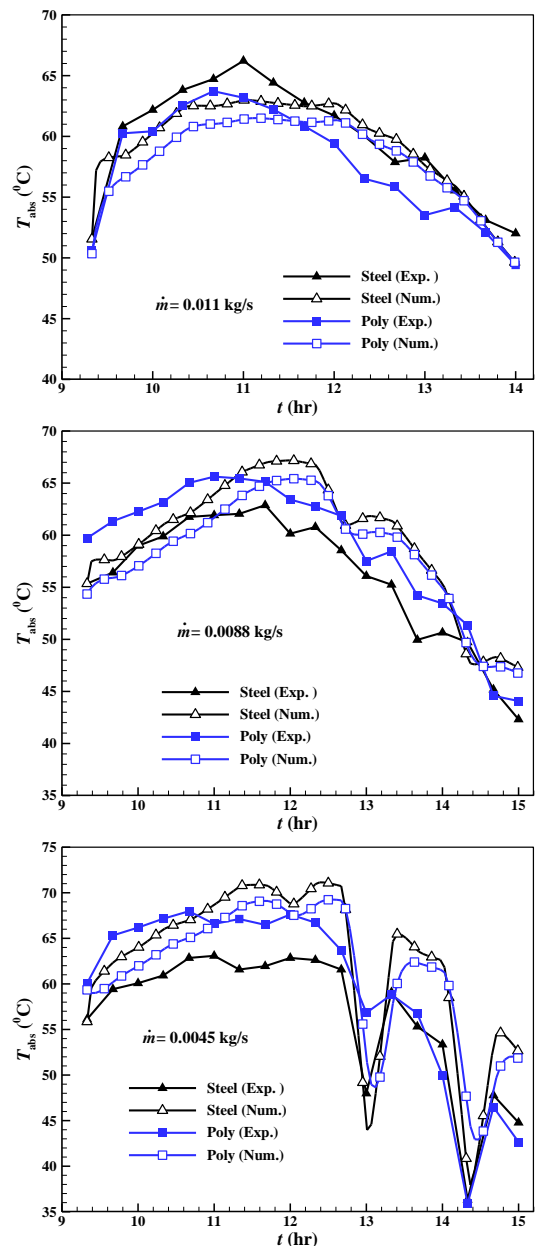 70
65
60
55
50
45
40
T_abs (⁰C)
Steel (Exp. )
Steel (Num.)
Poly (Exp.)
Poly (Num.)
ṁ= 0.011 kg/s
9 10 11 12 13 14
t (hr)
70
65
60
55
50
45
40
35
T_abs (⁰C)
ṁ= 0.0088 kg/s
Steel (Exp. )
Steel (Num.)
Poly (Exp.)
Poly (Num.)
9 10 11 12 13 14 15
t (hr)
75
70
65
60
55
50
45
40
35
T_abs (⁰C)
ṁ= 0.0045 kg/s
Steel (Exp. )
Steel (Num.)
Poly (Exp.)
Poly (Num.)
9 10 11 12 13 14 15
t (hr)